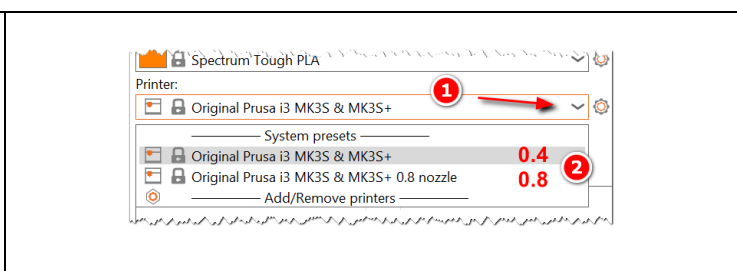 Spectrum Tough PLA
Printer:
1
Original Prusa i3 MK3S & MK3S+
System presets
Original Prusa i3 MK3S & MK3S+ 0.4
2
Original Prusa i3 MK3S & MK3S+ 0.8 nozzle 0.8
Add/Remove printers